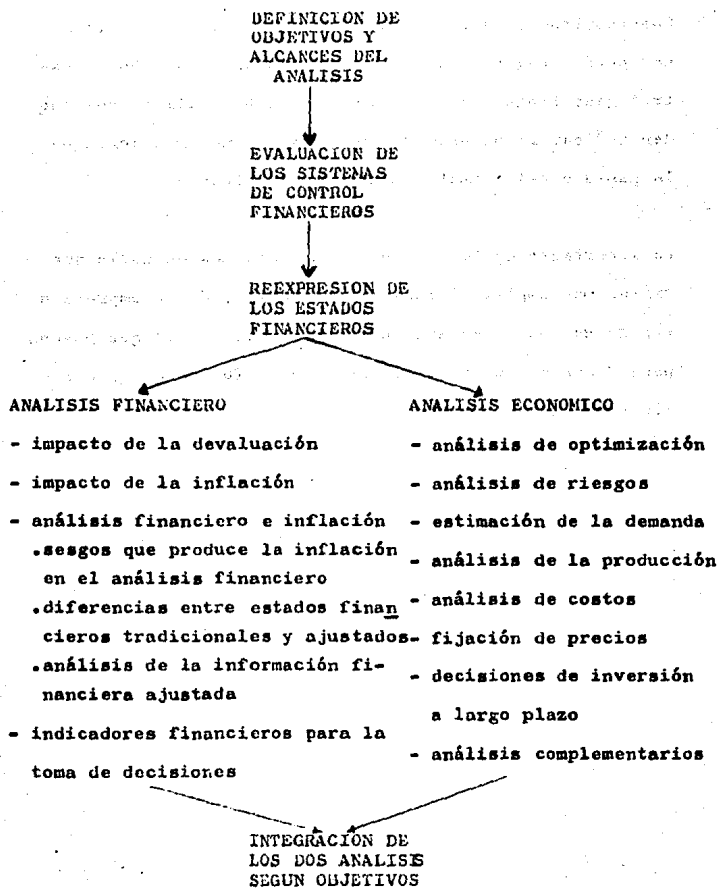 DEFINICION DE
OBJETIVOS Y
ALCANCES DEL
ANALISIS
EVALUACION DE
LOS SISTEMAS
DE CONTROL
FINANCIEROS
REEXPRESION DE
LOS ESTADOS
FINANCIEROS
ANALISIS FINANCIERO
- impacto de la devaluación
- impacto de la inflación
- análisis financiero e inflación
.sesgos que produce la inflación
en el análisis financiero
.diferencias entre estados finan
cieros tradicionales y ajustados
.análisis de la información fi-
nanciera ajustada
- indicadores financieros para la
toma de decisiones
ANALISIS ECONOMICO
- análisis de optimización
- análisis de riesgos
- estimación de la demanda
- análisis de la producción
- análisis de costos
- fijación de precios
- decisiones de inversión
a largo plazo
- análisis complementarios
INTEGRACION DE
LOS DOS ANALISIS
SEGUN OBJETIVOS